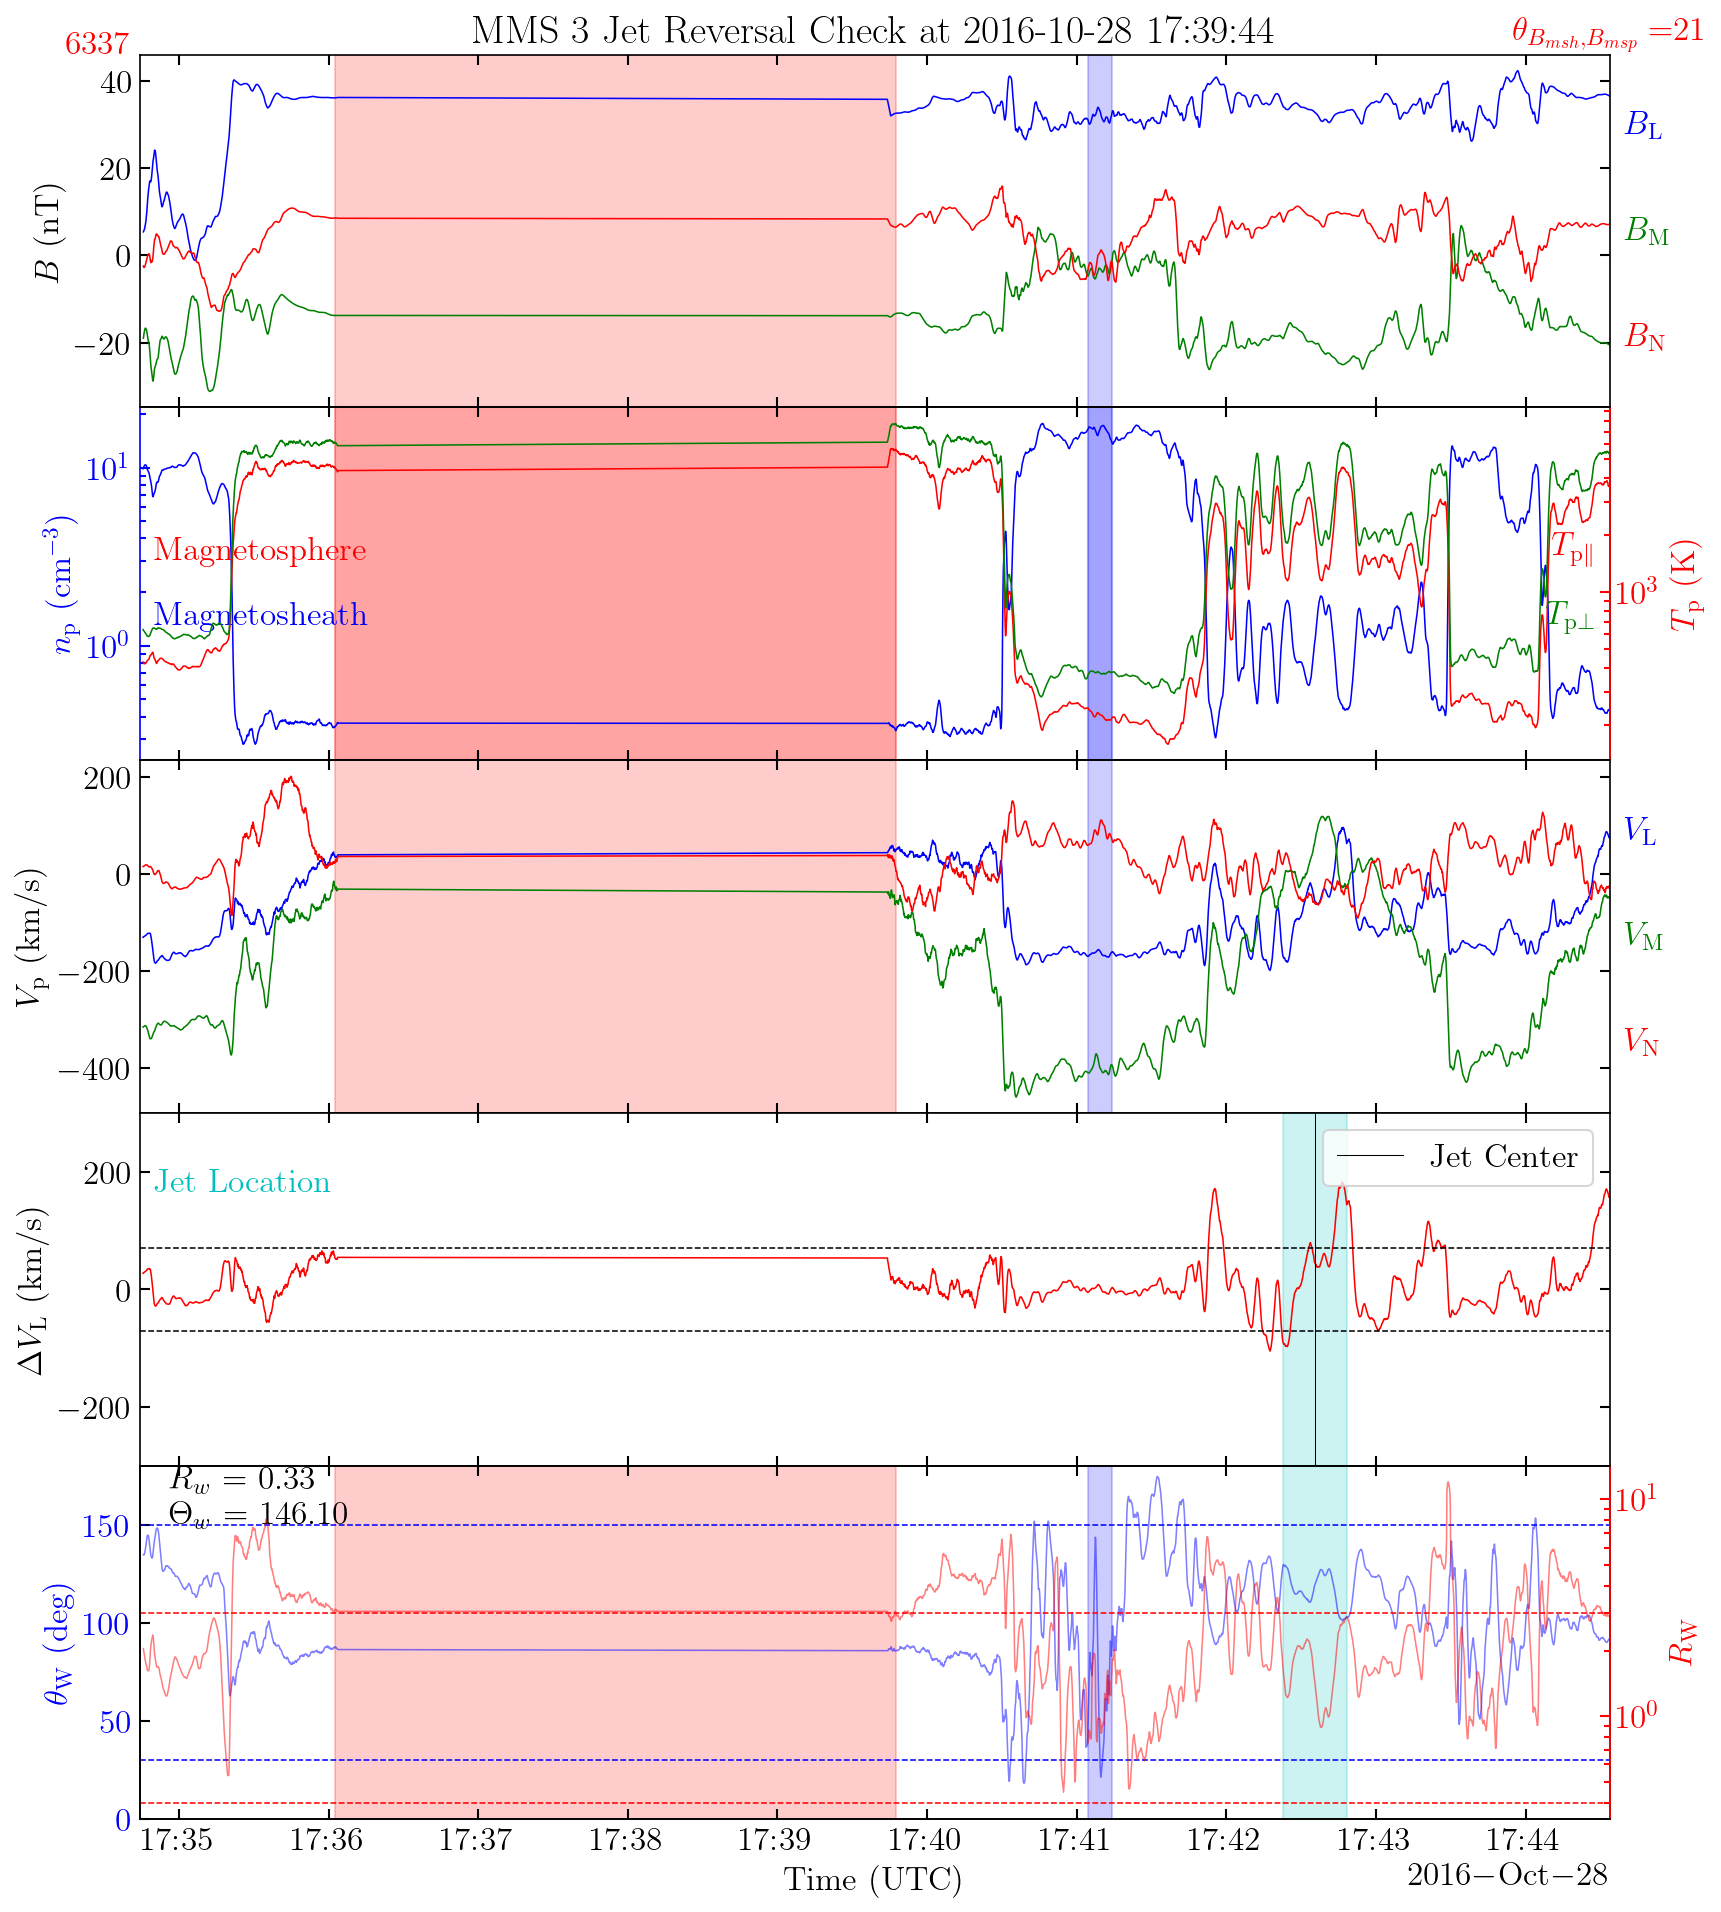 MMS 3 Jet Reversal Check at 2016-10-28 17:39:44
6337
θ_{B_{msh},B_{msp}} =21
40
20
0
−20
B (nT)
B_L
B_M
B_N
10^1
10^0
n_p (cm^{−3})
Magnetosphere
Magnetosheath
T_{p∥}
T_{p⊥}
10^3
T_p (K)
200
0
−200
−400
V_p (km/s)
V_L
V_M
V_N
200
0
−200
ΔV_L (km/s)
Jet Location
Jet Center
R_w = 0.33
Θ_w = 146.10
150
100
50
0
θ_W (deg)
10^1
10^0
R_W
17:35 17:36 17:37 17:38 17:39 17:40 17:41 17:42 17:43 17:44
Time (UTC)
2016−Oct−28